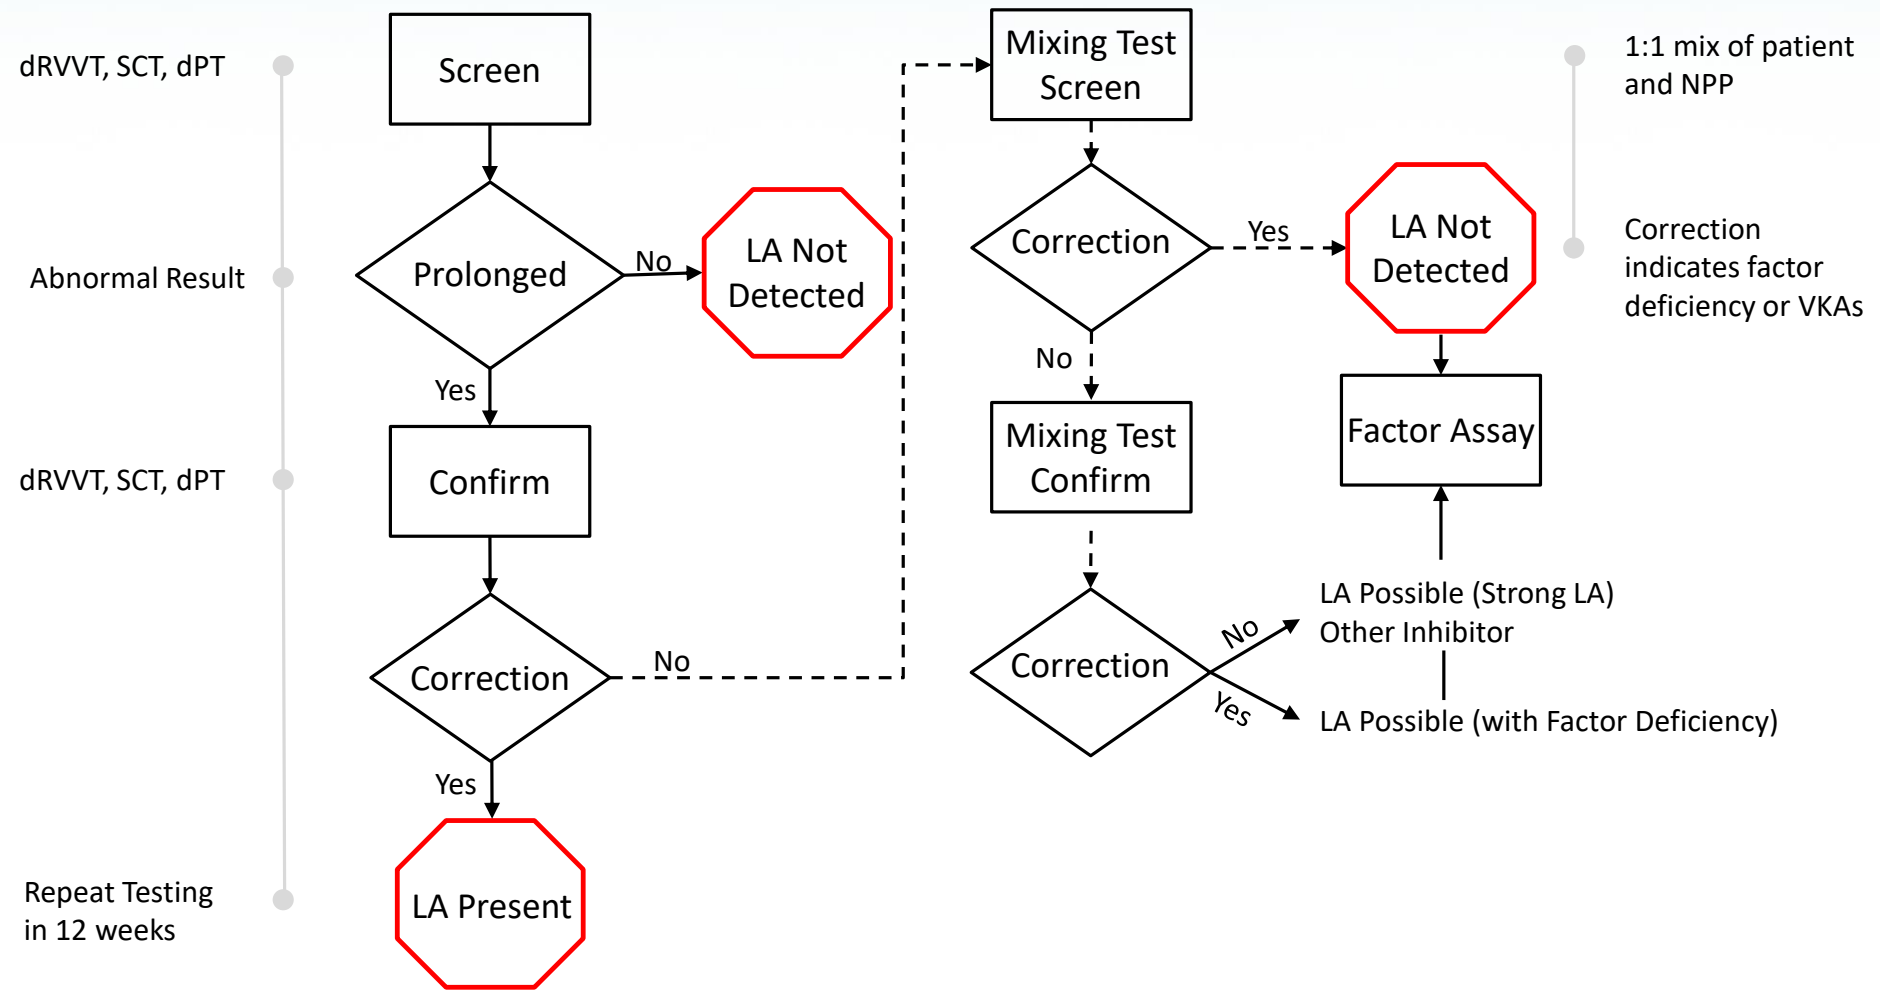 dRVVT, SCT, dPT
Screen
Prolonged
No
LA Not
Detected
Abnormal Result
Yes
dRVVT, SCT, dPT
Confirm
Correction
No
Yes
LA Present
Repeat Testing
in 12 weeks
Mixing Test
Screen
1:1 mix of patient
and NPP
Correction
Yes
LA Not
Detected
Correction
indicates factor
deficiency or VKAs
No
Mixing Test
Confirm
Factor Assay
Correction
No
LA Possible (Strong LA)
Other Inhibitor
Yes
LA Possible (with Factor Deficiency)